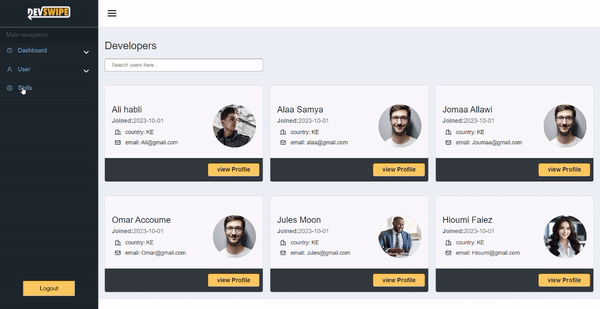 DEVSWIPE
Main navigation
Dashboard
User
Skills
Logout
Developers
Search users here...
Ali habli
Joined:2023-10-01
country: KE
email: Ali@gmail.com
view Profile
Alaa Samya
Joined:2023-10-01
country: KE
email: alaa@gmail.com
view Profile
Jomaa Allawi
Joined:2023-10-01
country: KE
email: Joumaa@gmail.com
view Profile
Omar Accoume
Joined:2023-10-01
country: KE
email: Omar@gmail.com
view Profile
Jules Moon
Joined:2023-10-01
country: KE
email: Jules@gmail.com
view Profile
Hioumi Faiez
Joined:2023-10-01
country: KE
email: Hioumi@gmail.com
view Profile